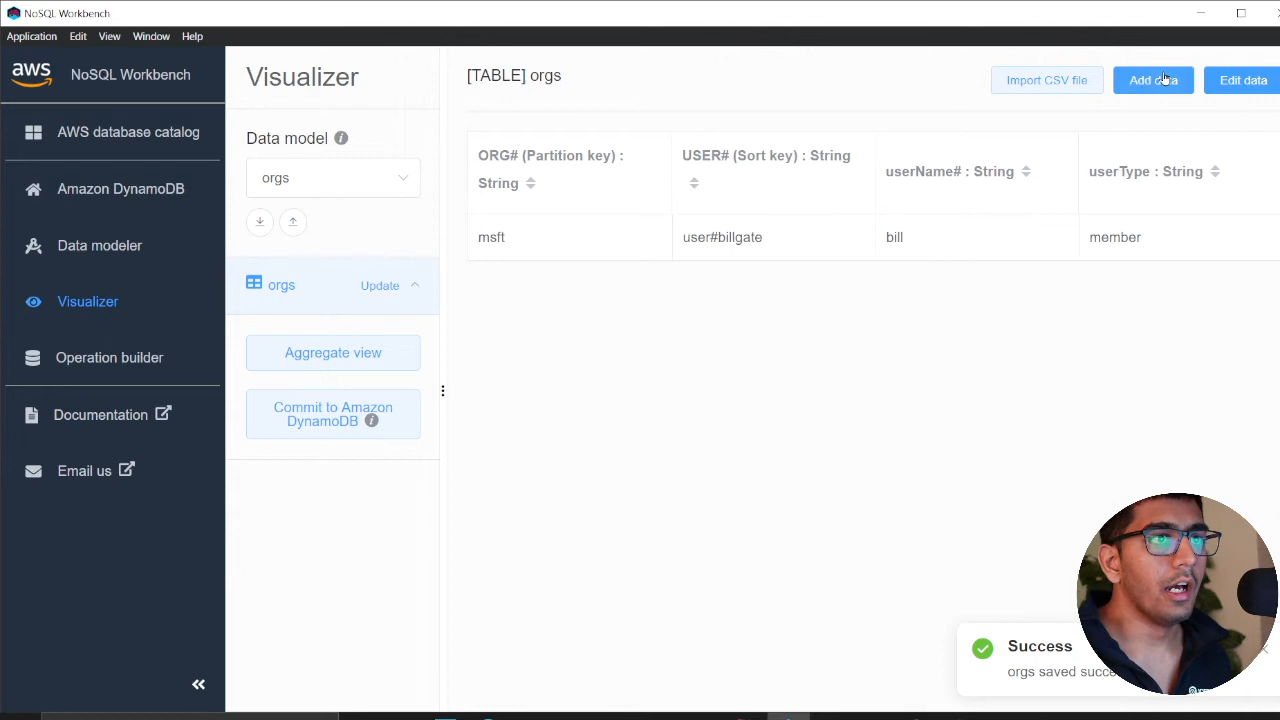 NoSQL Workbench
Application Edit View Window Help
aws NoSQL Workbench
AWS database catalog
Amazon DynamoDB
Data modeler
Visualizer
Operation builder
Documentation
Email us
Visualizer
Data model
orgs
orgs Update
Aggregate view
Commit to Amazon
DynamoDB
[TABLE] orgs
Import CSV file Add data Edit data
ORG# (Partition key) :
String
USER# (Sort key) : String
userName# : String
userType : String
msft user#billgate bill member
Success
orgs saved succe